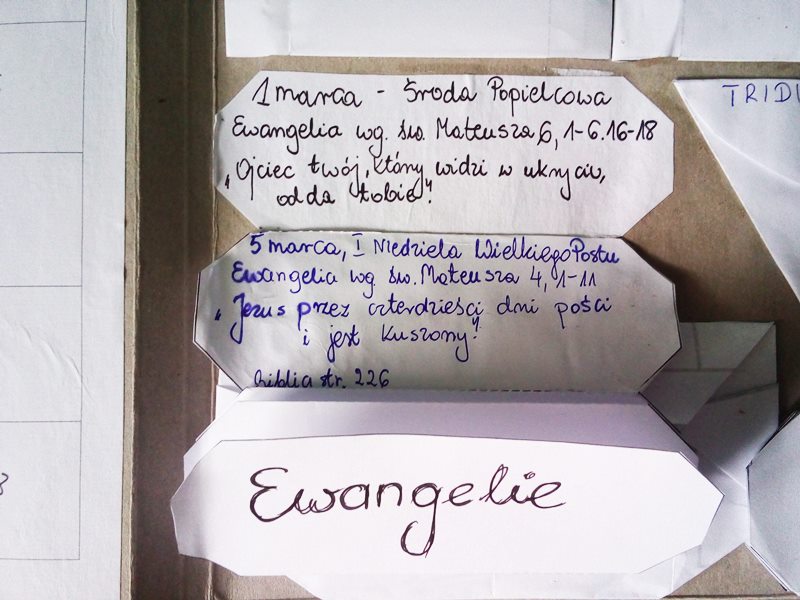 1 marca - Środa Popielcowa
Ewangelia wg. św. Mateusza 6, 1-6.16-18
„Ojciec twój, który widzi w ukryciu,
odda tobie"
5 marca, I Niedziela Wielkiego Postu
Ewangelia wg. św. Mateusza 4, 1-11
„Jezus przez czterdzieści dni pości
i jest kuszony"
Biblia str. 226
Ewangelie
TRIDU